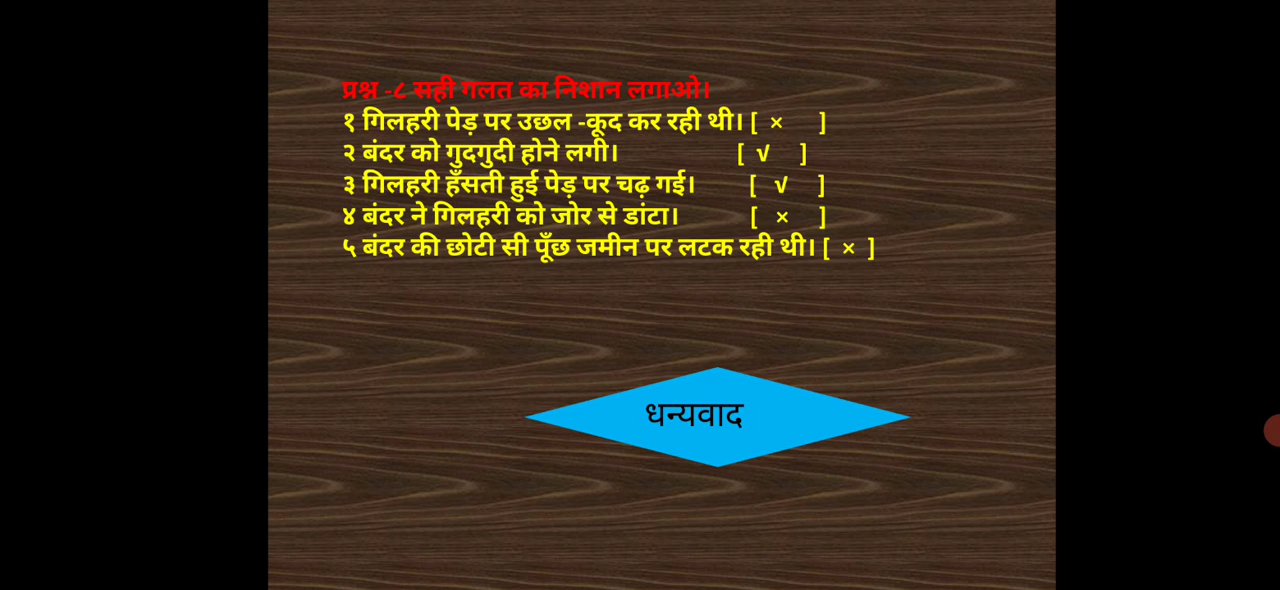 प्रश्न -८ सही गलत का निशान लगाओ।
१ गिलहरी पेड़ पर उछल -कूद कर रही थी। [ × ]
२ बंदर को गुदगुदी होने लगी। [ √ ]
३ गिलहरी हँसती हुई पेड़ पर चढ़ गई। [ √ ]
४ बंदर ने गिलहरी को जोर से डांटा। [ × ]
५ बंदर की छोटी सी पूँछ जमीन पर लटक रही थी। [ × ]
धन्यवाद